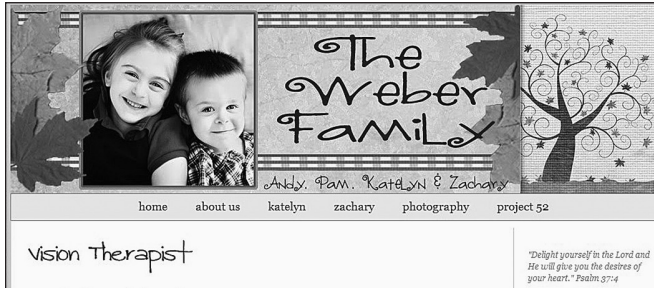 The
Weber
Family
Andy, Pam, Katelyn & Zachary
home about us katelyn zachary photography project 52
Vision Therapist
"Delight yourself in the Lord and
He will give you the desires of
your heart." Psalm 37:4